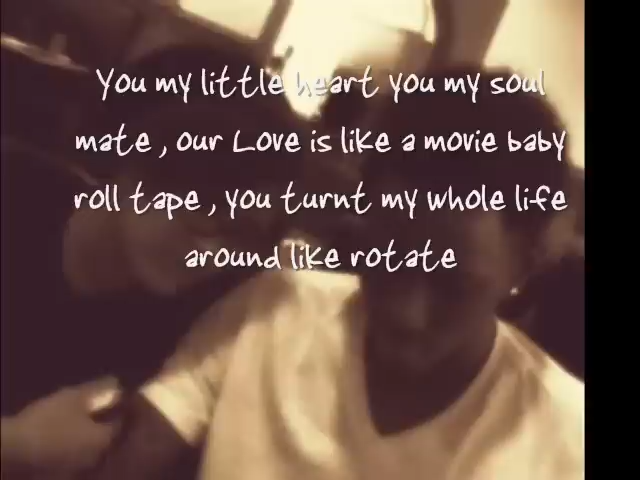 You my little heart you my soul
mate , our Love is like a movie baby
roll tape , you turnt my whole life
around like rotate